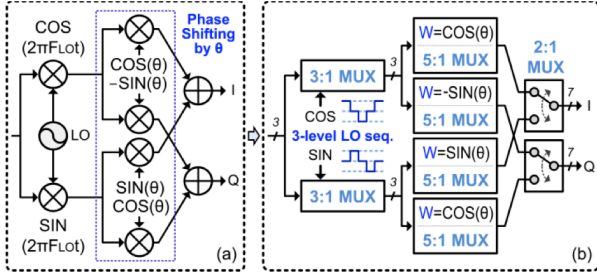 COS
(2πFLOt)
LO
SIN
(2πFLOt)
COS(θ)
−SIN(θ)
SIN(θ)
COS(θ)
Phase
Shifting
by θ
I
Q
(a)
3
3:1 MUX
COS
3-level LO seq.
SIN
3:1 MUX
3
3
W=COS(θ)
5:1 MUX
W=-SIN(θ)
5:1 MUX
W=SIN(θ)
5:1 MUX
W=COS(θ)
5:1 MUX
2:1
MUX
7
I
7
Q
(b)